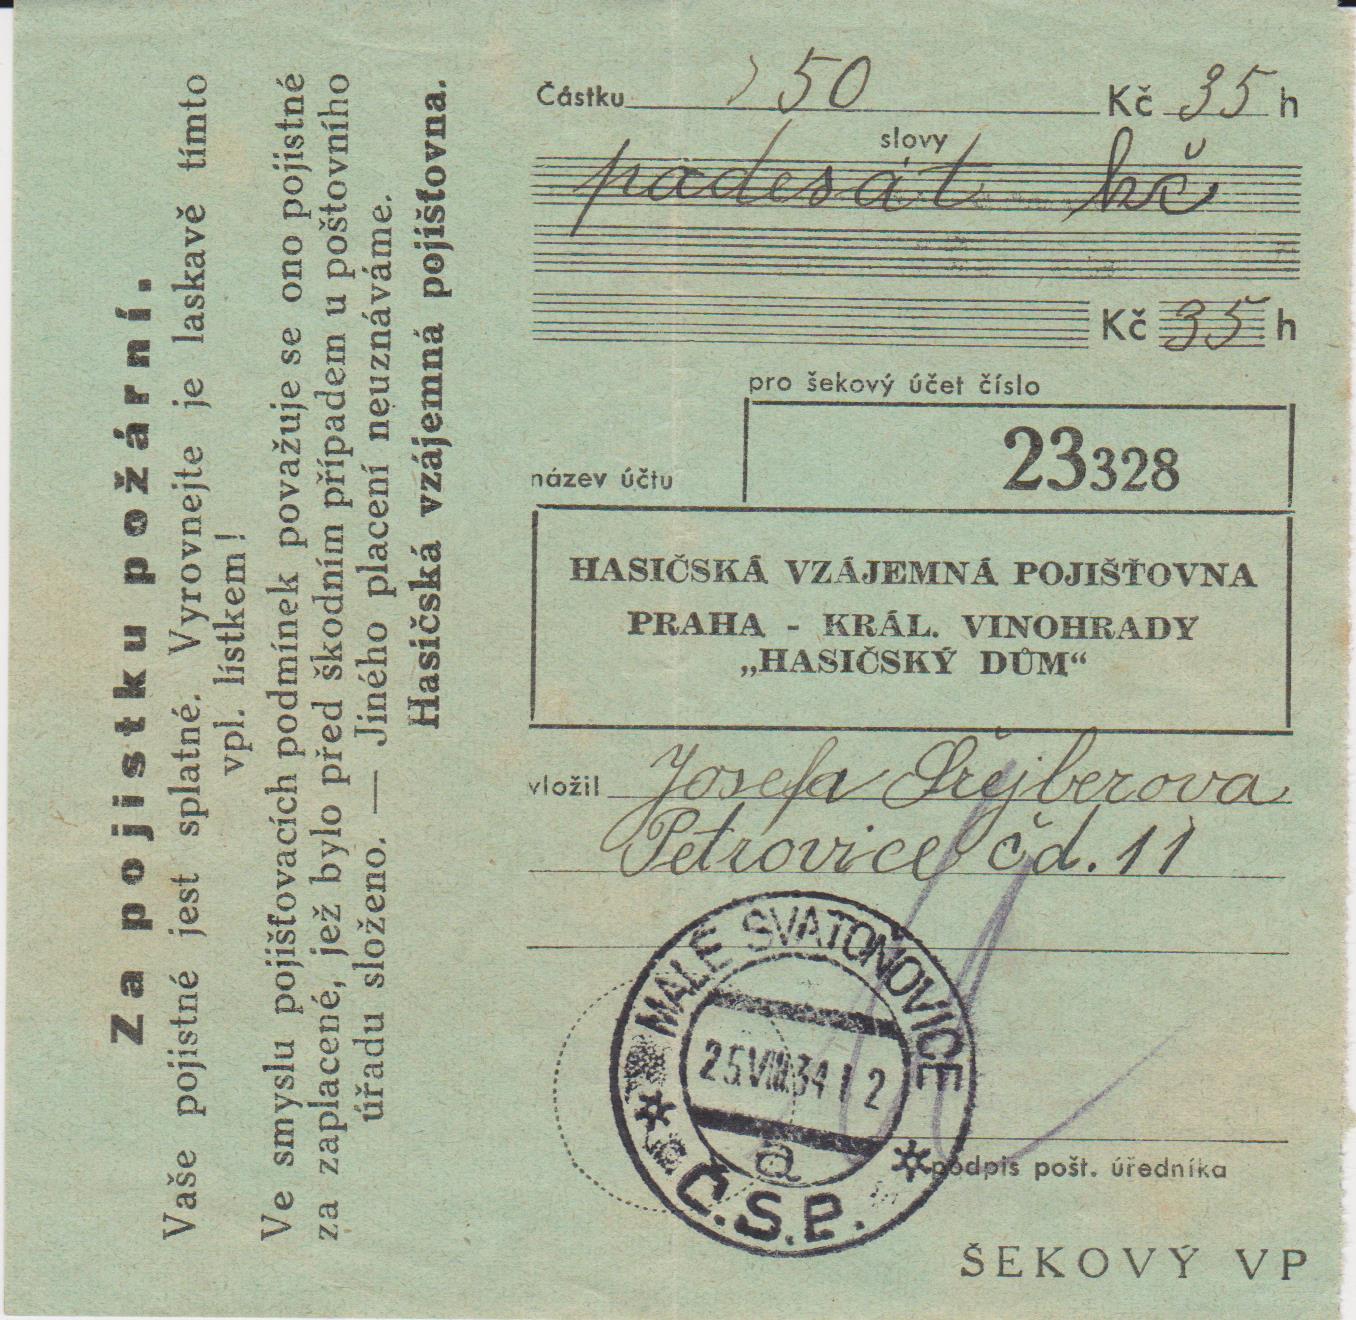 Za pojistku požární.
Vaše pojistné jest splatné. Vyrovnejte je laskavě tímto
vpl. lístkem!
Ve smyslu pojišťovacích podmínek považuje se ono pojistné
za zaplacené, jež bylo před škodním případem u poštovního
úřadu složeno. — Jiného placení neuznáváme.
Hasičská vzájemná pojišťovna.
Částku 50 Kč 35 h
slovy
padesát kč
Kč 35 h
pro šekový účet číslo
23328
název účtu
HASIČSKÁ VZÁJEMNÁ POJIŠŤOVNA
PRAHA - KRÁL. VINOHRADY
„HASIČSKÝ DŮM“
vložil Josefa
Petrovice čd. 11
MALÉ SVATOŇOVICE
25.VIII.34 12
a
Č.S.P.
podpis pošt. úředníka
ŠEKOVÝ VP